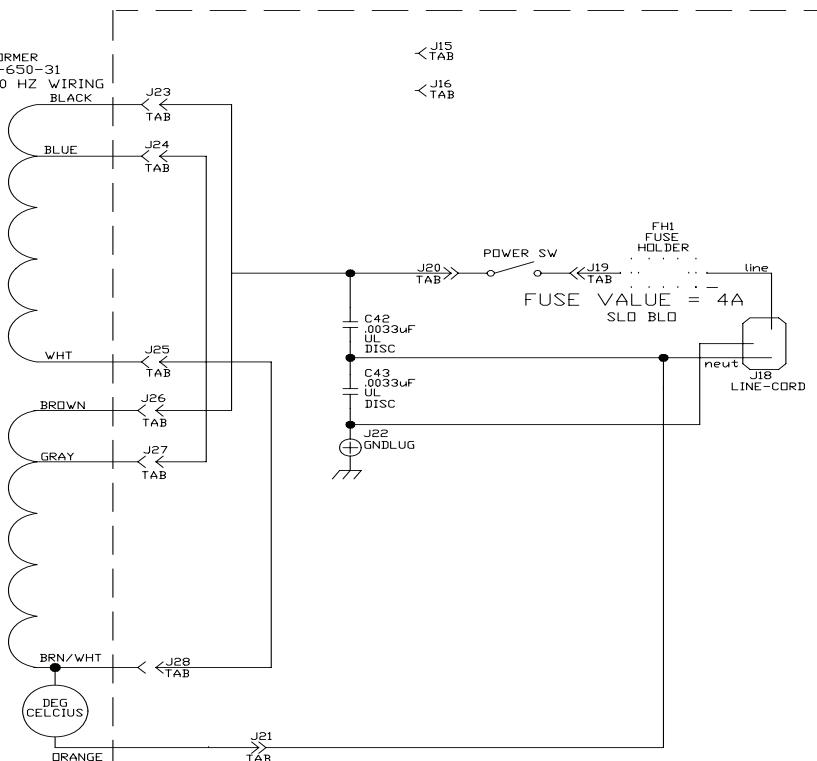 J15
TAB
ORMER
-650-31
0 HZ WIRING
J16
TAB
BLACK
J23
TAB
BLUE
J24
TAB
FH1
FUSE
HOLDER
POWER SW
J20
TAB
J19
TAB
line
FUSE VALUE = 4A
SLO BLO
C42
.0033uF
UL
DISC
WHT
J25
TAB
neut
J18
LINE-CORD
C43
.0033uF
UL
DISC
BROWN
J26
TAB
J22
GNDLUG
GRAY
J27
TAB
BRN/WHT
J28
TAB
DEG
CELCIUS
J21
TAB
ORANGE